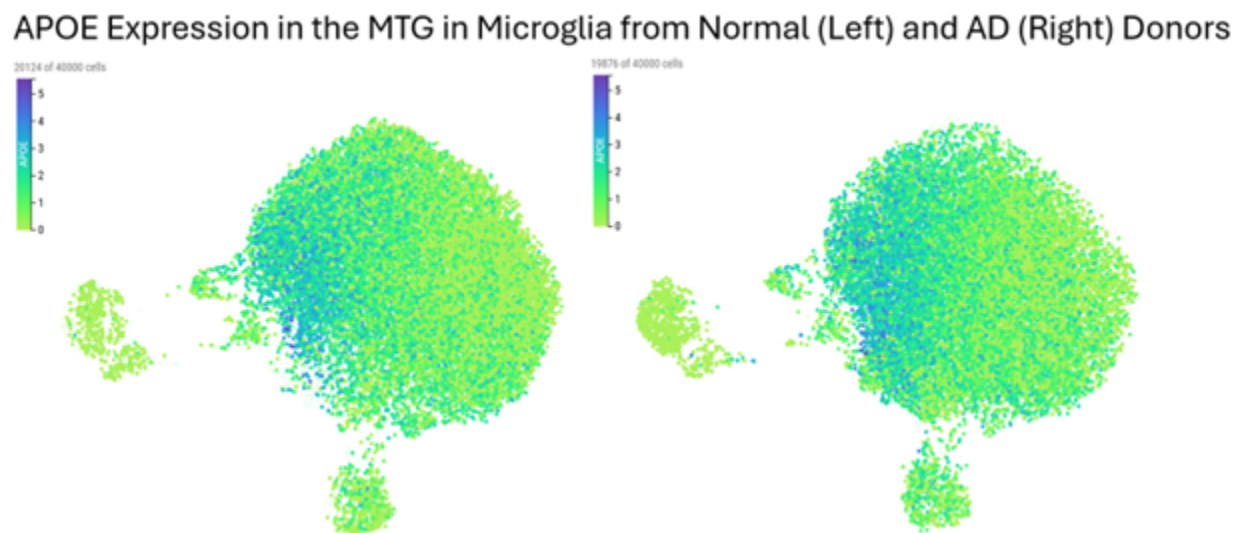 APOE Expression in the MTG in Microglia from Normal (Left) and AD (Right) Donors
20124 of 40000 cells
5
4
3
2
1
0
APOE
19876 of 40000 cells
5
4
3
2
1
0
APOE